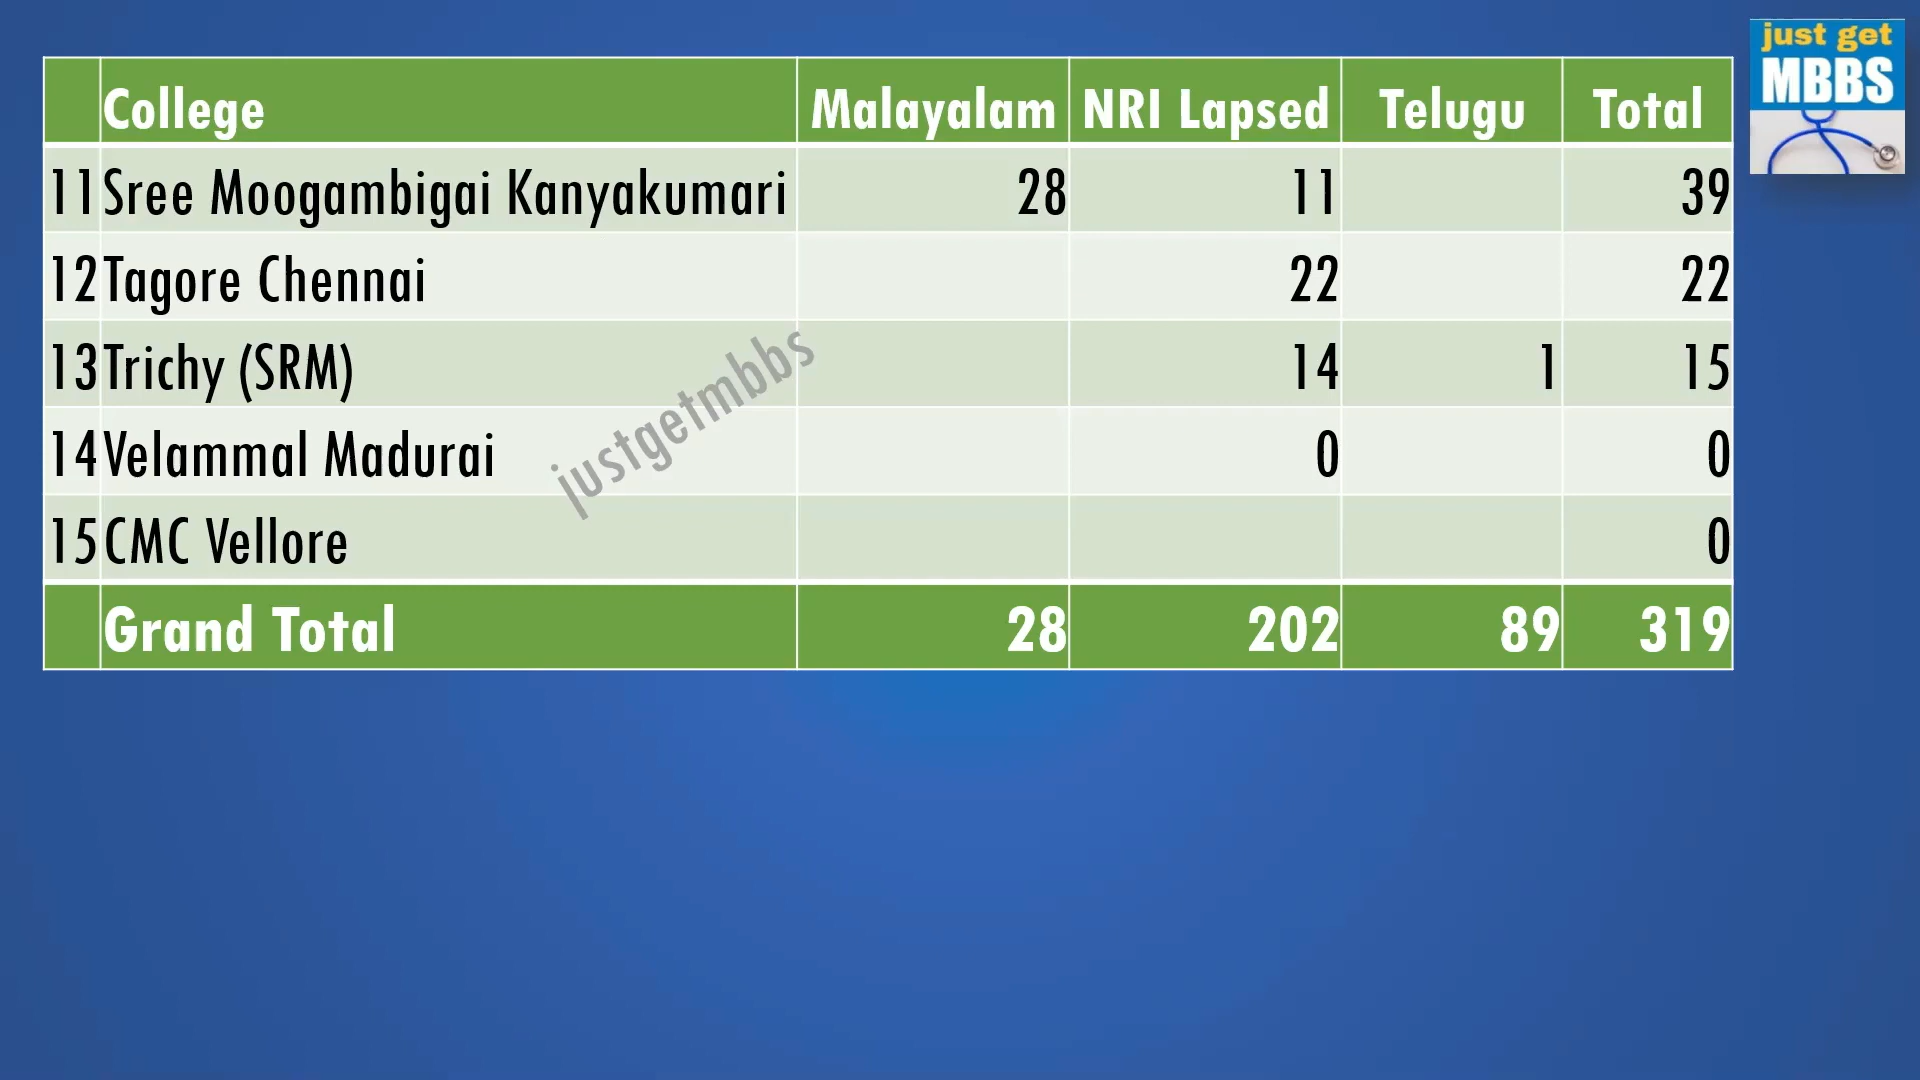 just get
MBBS
College Malayalam NRI Lapsed Telugu Total
11 Sree Moogambigai Kanyakumari 28 11 39
12 Tagore Chennai 22 22
13 Trichy (SRM) 14 1 15
14 Velammal Madurai 0 0
15 CMC Vellore 0
Grand Total 28 202 89 319
justgetmbbs